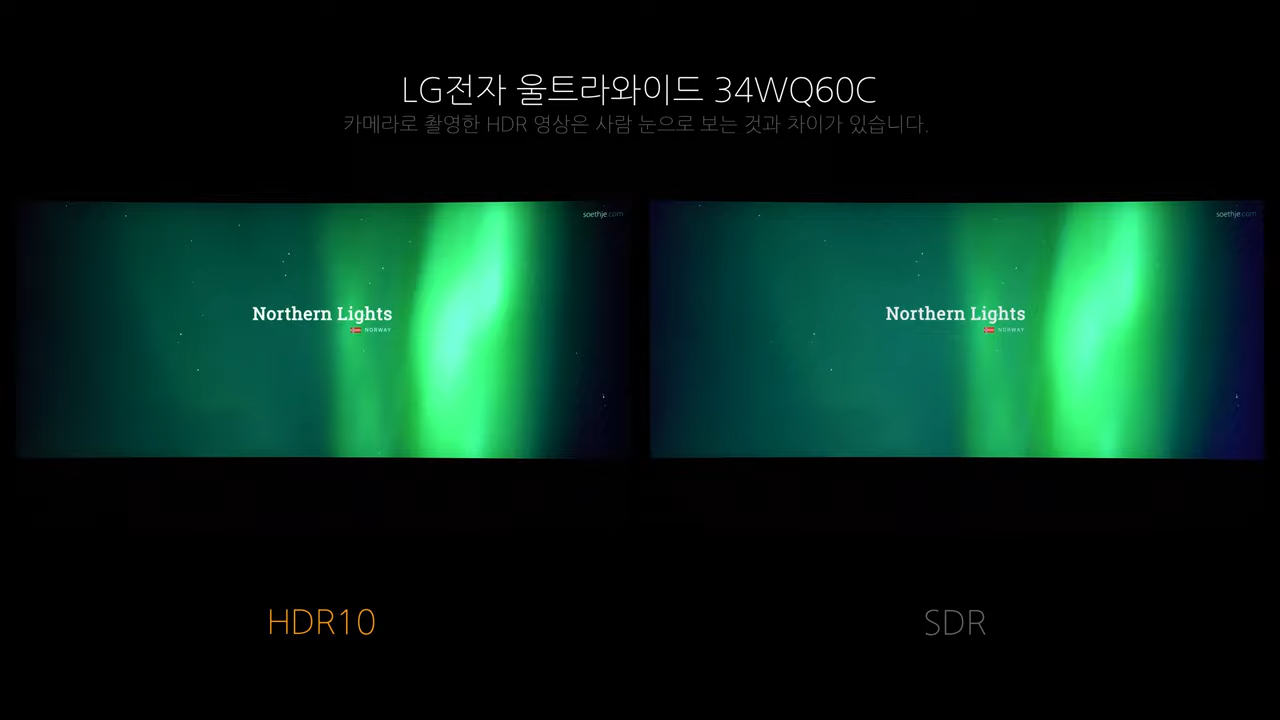 LG전자 울트라와이드 34WQ60C
카메라로 촬영한 HDR 영상은 사람 눈으로 보는 것과 차이가 있습니다.
soethje.com
Northern Lights
NORWAY
soethje.com
Northern Lights
NORWAY
HDR10
SDR